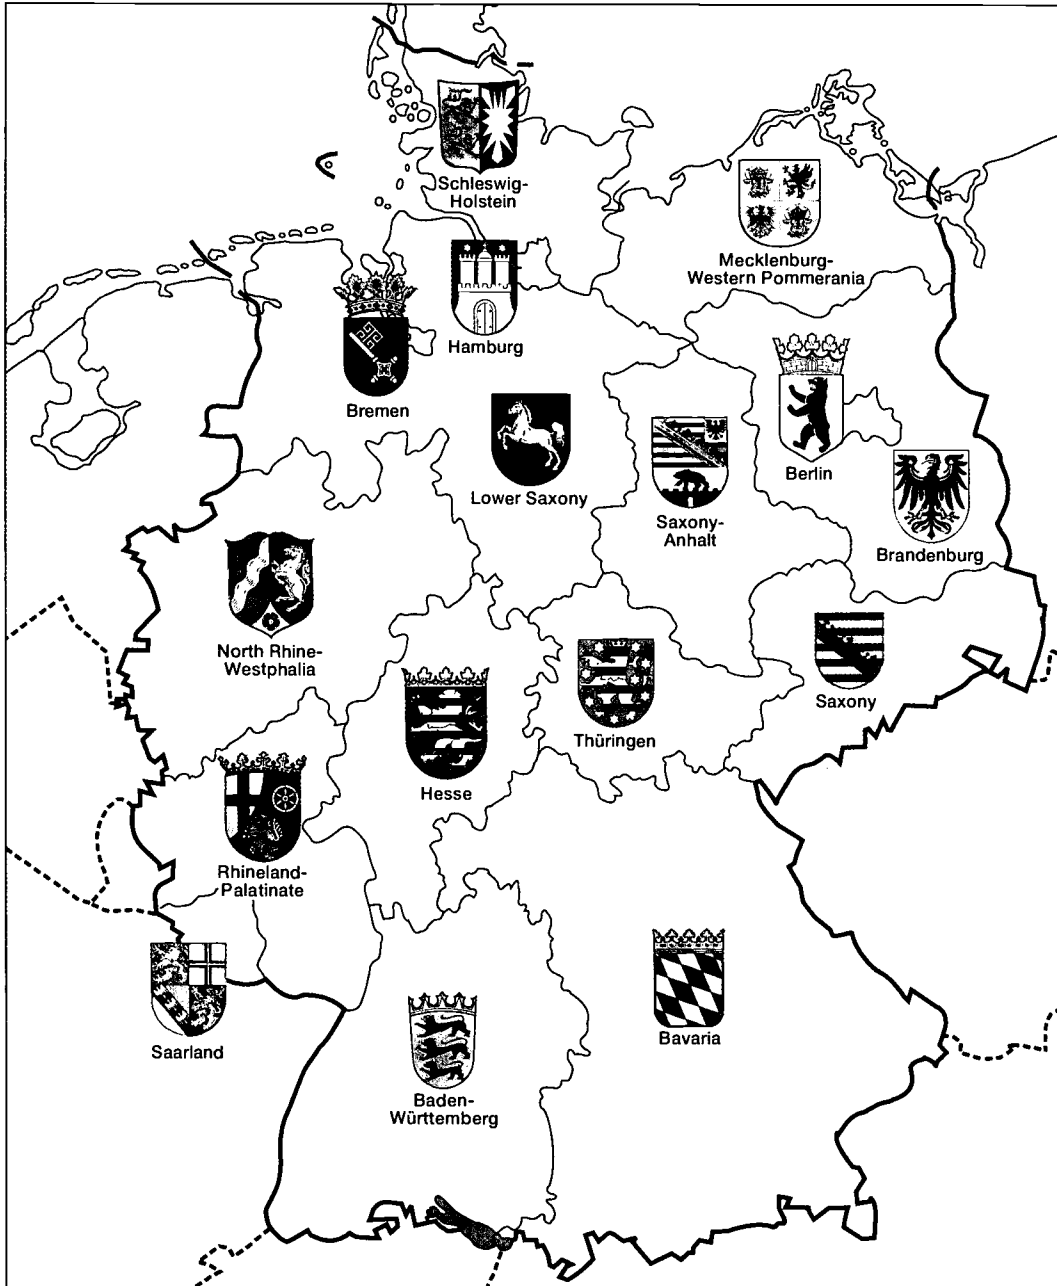 Schleswig-
Holstein
Mecklenburg-
Western Pommerania
Hamburg
Bremen
Berlin
Lower Saxony
Saxony-
Anhalt
Brandenburg
North Rhine-
Westphalia
Saxony
Thüringen
Hesse
Rhineland-
Palatinate
Saarland
Bavaria
Baden-
Württemberg